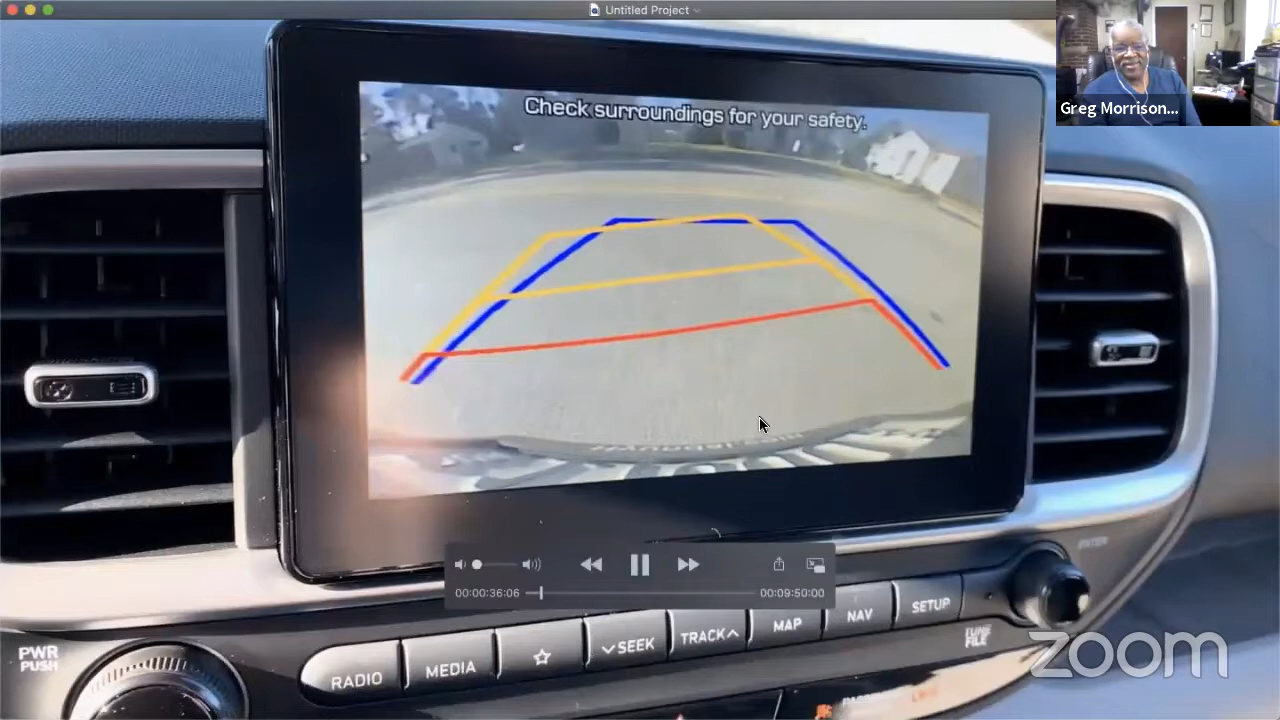 Untitled Project
Greg Morrison...
Check surroundings for your safety.
00:00:36:06
00:09:50:00
ENTER
PWR
PUSH
RADIO
MEDIA
SEEK
TRACK
MAP
NAV
SETUP
TUNE
FILE
zoom